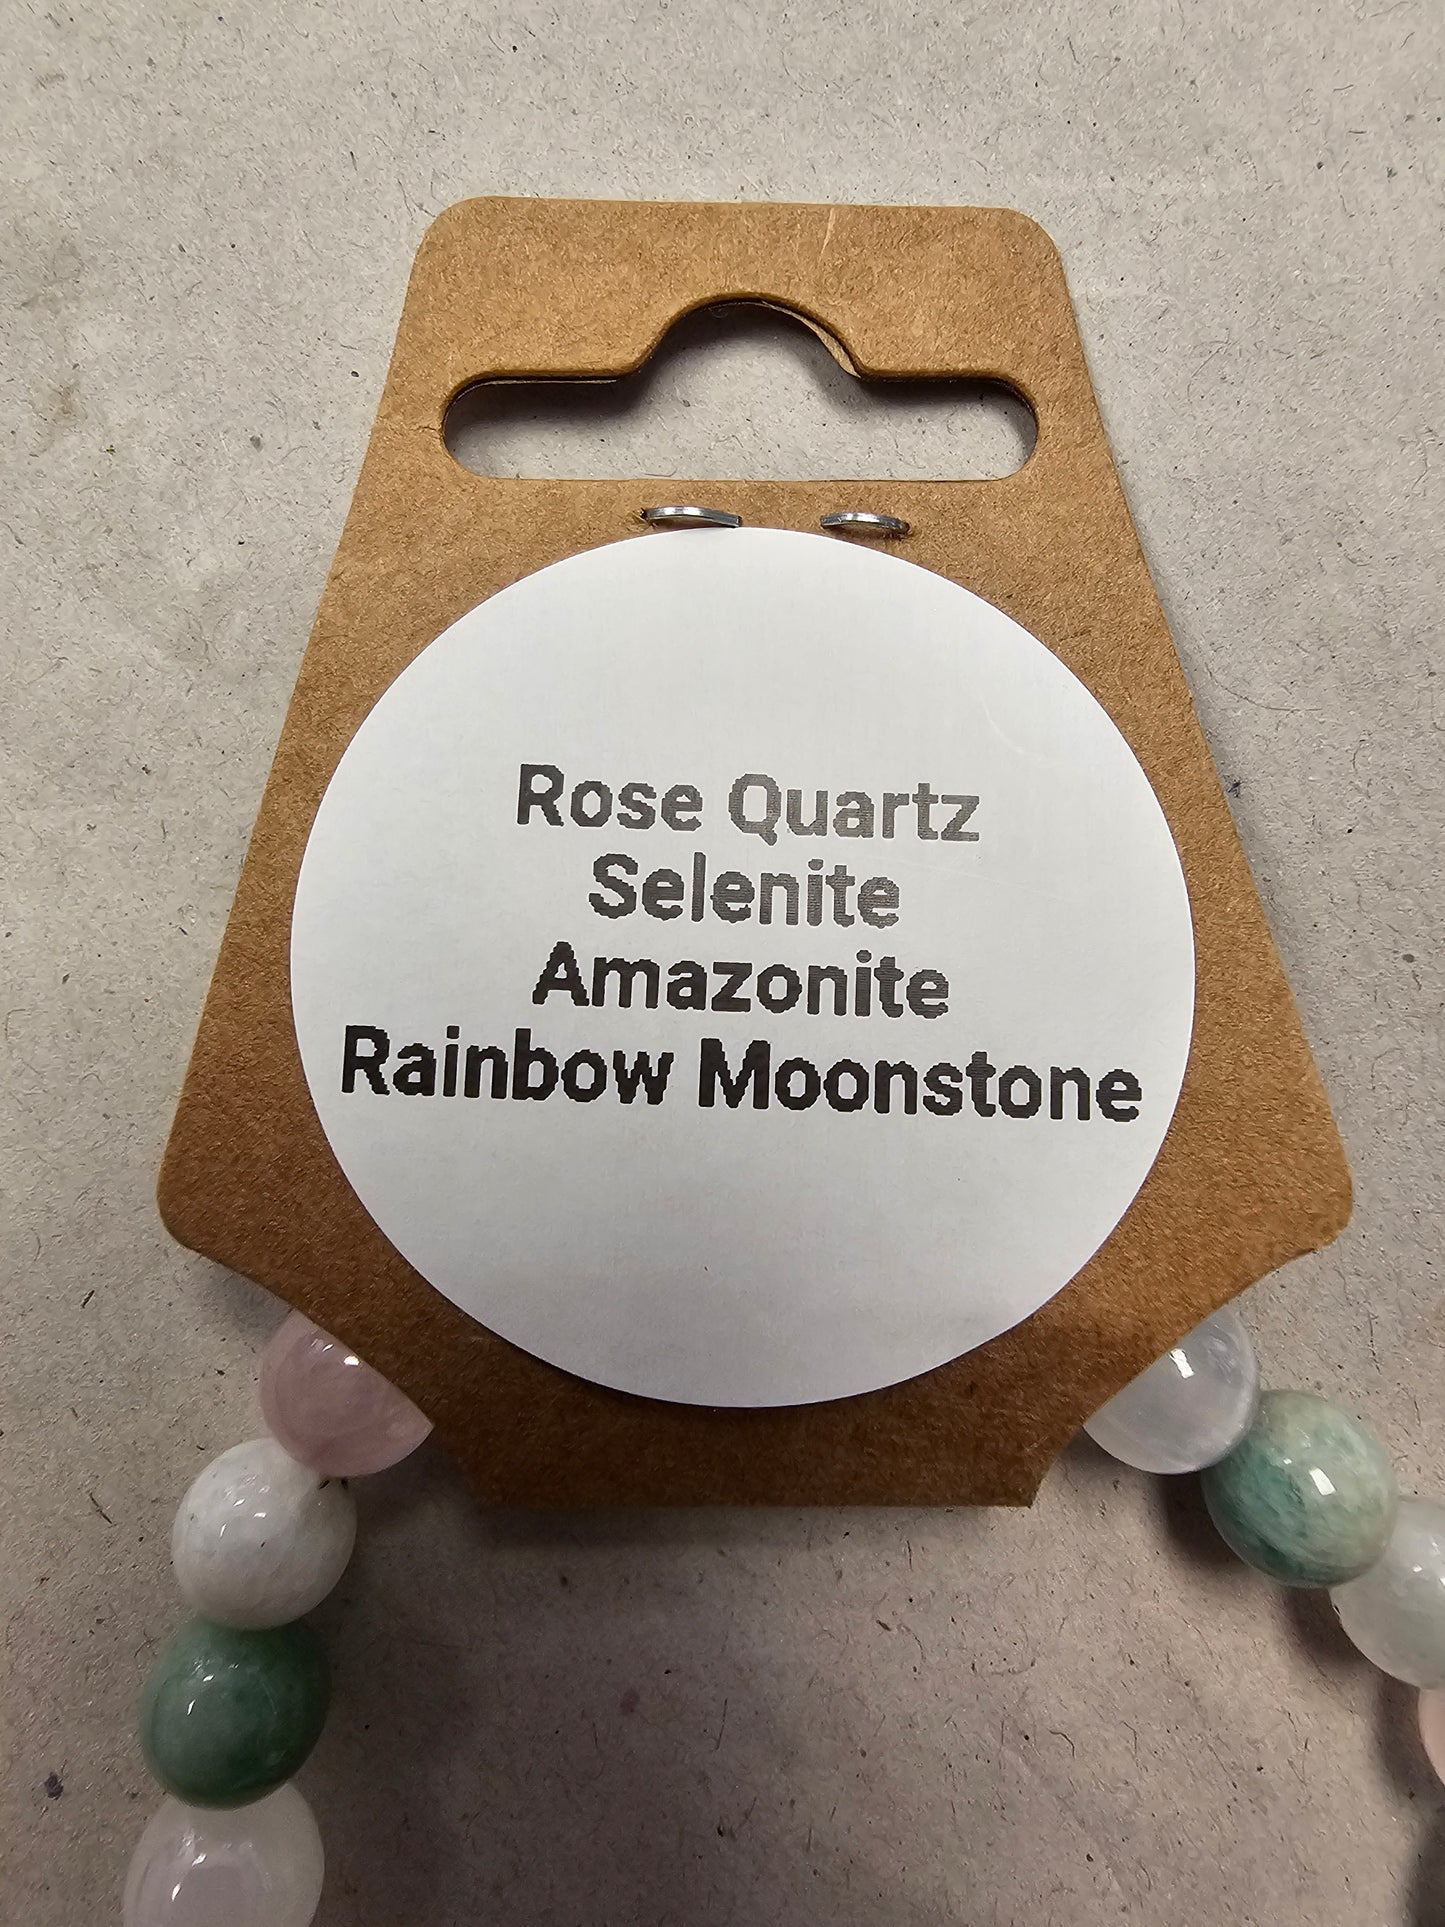 Rose Quartz
Selenite
Amazonite
Rainbow Moonstone